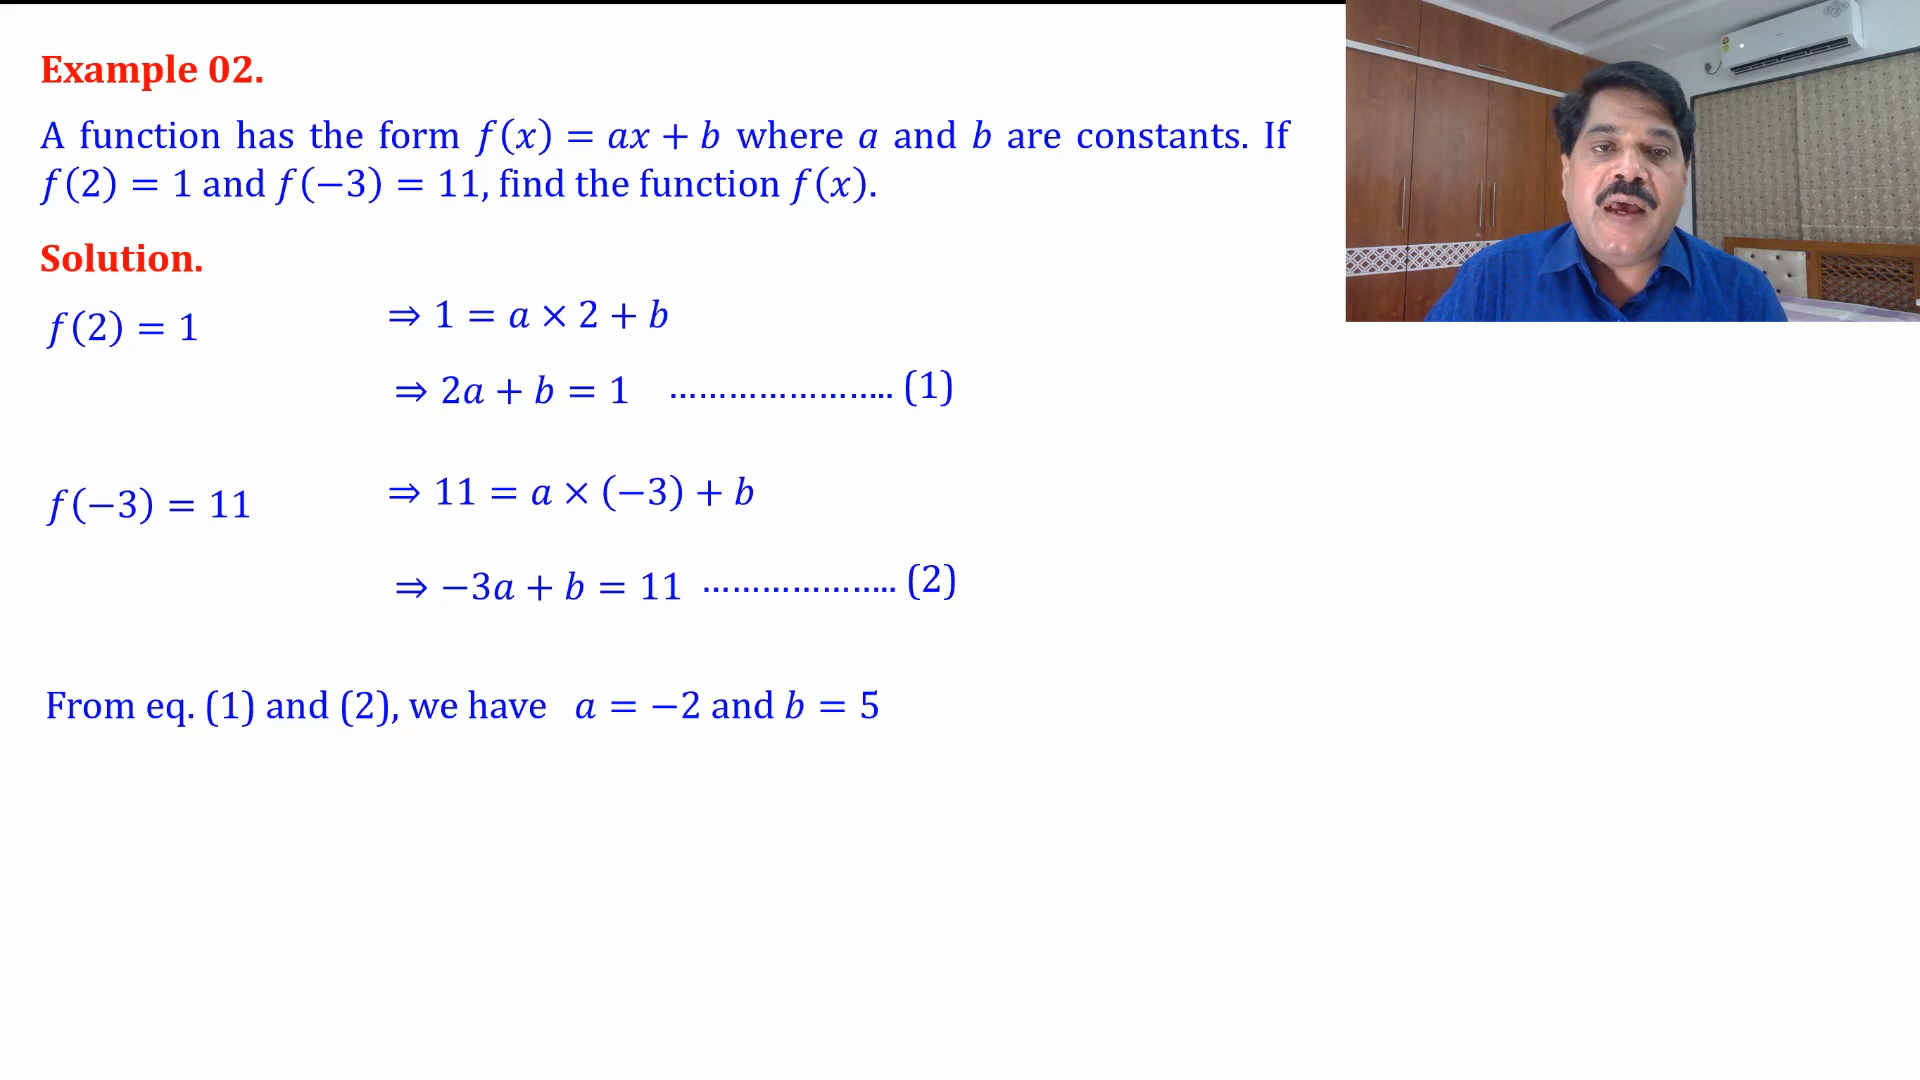 Example 02.
A function has the form f(x) = ax + b where a and b are constants. If
f(2) = 1 and f(−3) = 11, find the function f(x).
Solution.
f(2) = 1 ⇒ 1 = a × 2 + b
⇒ 2a + b = 1 ........................ (1)
f(−3) = 11 ⇒ 11 = a × (−3) + b
⇒ −3a + b = 11 ..................... (2)
From eq. (1) and (2), we have a = −2 and b = 5